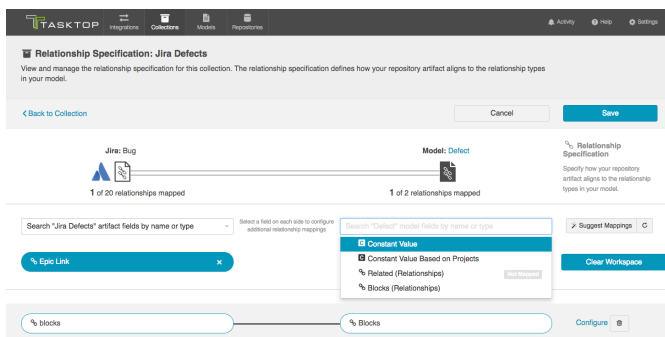 TASKTOP
Integrations
Collections
Models
Repositories
Activity
Help
Settings
Relationship Specification: Jira Defects
View and manage the relationship specification for this collection. The relationship specification defines how your repository artifact aligns to the relationship types
in your model.
Back to Collection
Cancel
Save
Jira: Bug
Model: Defect
1 of 20 relationships mapped
1 of 2 relationships mapped
Relationship
Specification
Specify how your repository
artifact aligns to the relationship
types in your model.
Search "Jira Defects" artifact fields by name or type
Select a field on each side to configure
additional relationship mappings
Search "Defect" model fields by name or type
Suggest Mappings
C Constant Value
C Constant Value Based on Projects
Related (Relationships)
Not Mapped
Blocks (Relationships)
Epic Link
x
Clear Workspace
blocks
Blocks
Configure